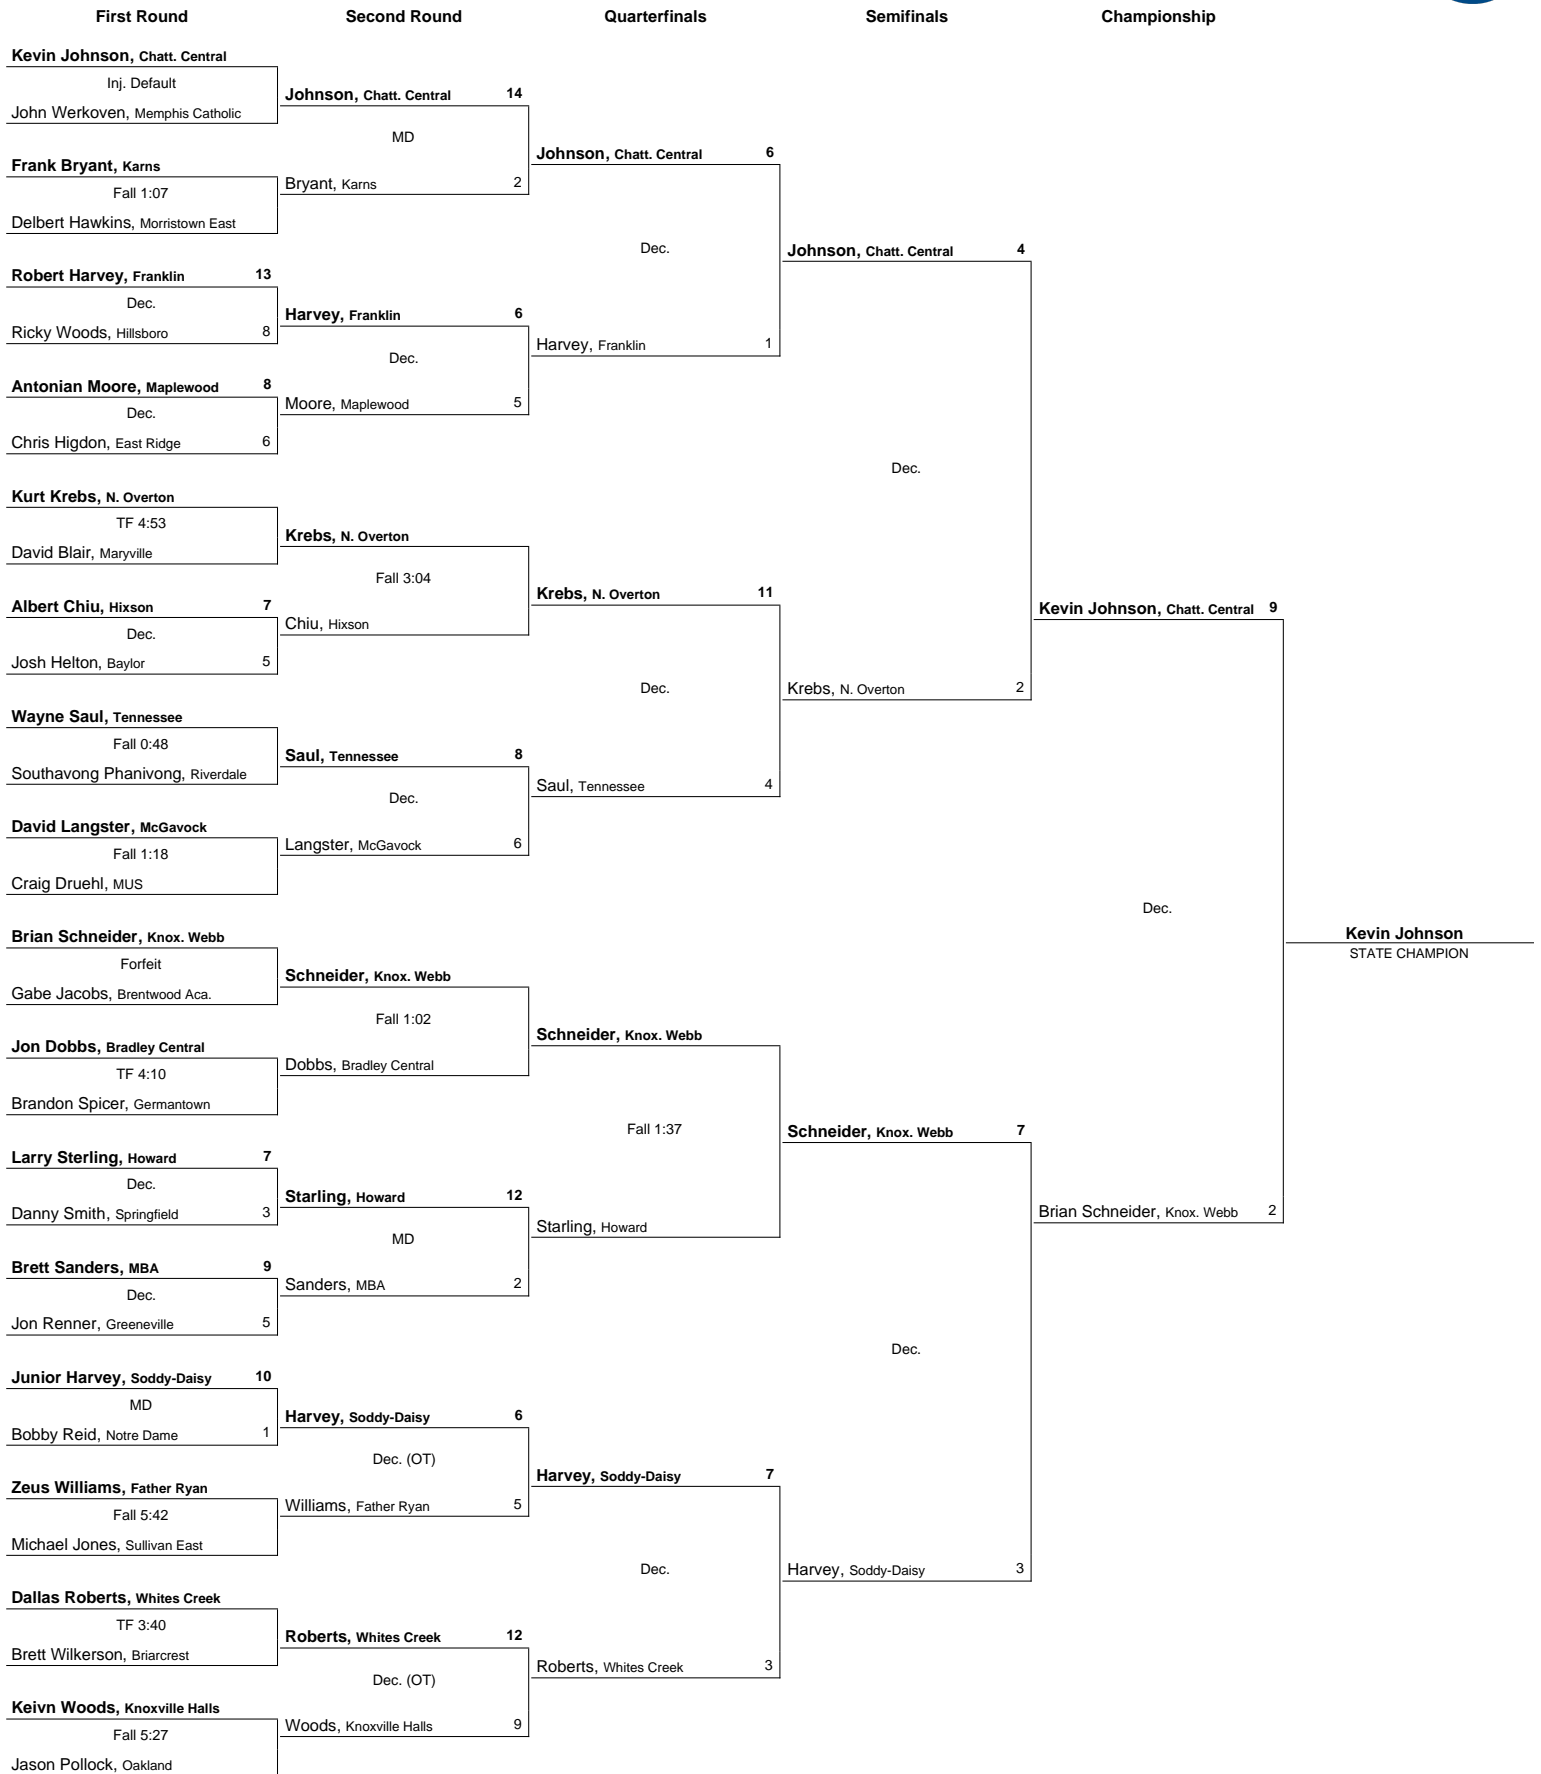 First Round
Second Round
Quarterfinals
Semifinals
Championship
Kevin Johnson, Chatt. Central
Inj. Default
John Werkoven, Memphis Catholic
Frank Bryant, Karns
Fall 1:07
Delbert Hawkins, Morristown East
Robert Harvey, Franklin 13
Dec.
Ricky Woods, Hillsboro 8
Antonian Moore, Maplewood 8
Dec.
Chris Higdon, East Ridge 6
Kurt Krebs, N. Overton
TF 4:53
David Blair, Maryville
Albert Chiu, Hixson 7
Dec.
Josh Helton, Baylor 5
Wayne Saul, Tennessee
Fall 0:48
Southavong Phanivong, Riverdale
David Langster, McGavock
Fall 1:18
Craig Druehl, MUS
Brian Schneider, Knox. Webb
Forfeit
Gabe Jacobs, Brentwood Aca.
Jon Dobbs, Bradley Central
TF 4:10
Brandon Spicer, Germantown
Larry Sterling, Howard 7
Dec.
Danny Smith, Springfield 3
Brett Sanders, MBA 9
Dec.
Jon Renner, Greeneville 5
Junior Harvey, Soddy-Daisy 10
MD
Bobby Reid, Notre Dame 1
Zeus Williams, Father Ryan
Fall 5:42
Michael Jones, Sullivan East
Dallas Roberts, Whites Creek
TF 3:40
Brett Wilkerson, Briarcrest
Keivn Woods, Knoxville Halls
Fall 5:27
Jason Pollock, Oakland
Johnson, Chatt. Central 14
MD
Bryant, Karns 2
Harvey, Franklin 6
Dec.
Moore, Maplewood 5
Krebs, N. Overton
Fall 3:04
Chiu, Hixson
Saul, Tennessee 8
Dec.
Langster, McGavock 6
Schneider, Knox. Webb
Fall 1:02
Dobbs, Bradley Central
Starling, Howard 12
MD
Sanders, MBA 2
Harvey, Soddy-Daisy 6
Dec. (OT)
Williams, Father Ryan 5
Roberts, Whites Creek 12
Dec. (OT)
Woods, Knoxville Halls 9
Johnson, Chatt. Central 6
Dec.
Harvey, Franklin 1
Krebs, N. Overton 11
Dec.
Saul, Tennessee 4
Schneider, Knox. Webb
Fall 1:37
Starling, Howard
Harvey, Soddy-Daisy 7
Dec.
Roberts, Whites Creek 3
Johnson, Chatt. Central 4
Dec.
Krebs, N. Overton 2
Schneider, Knox. Webb 7
Dec.
Harvey, Soddy-Daisy 3
Kevin Johnson, Chatt. Central 9
Dec.
Brian Schneider, Knox. Webb 2
Kevin Johnson
STATE CHAMPION